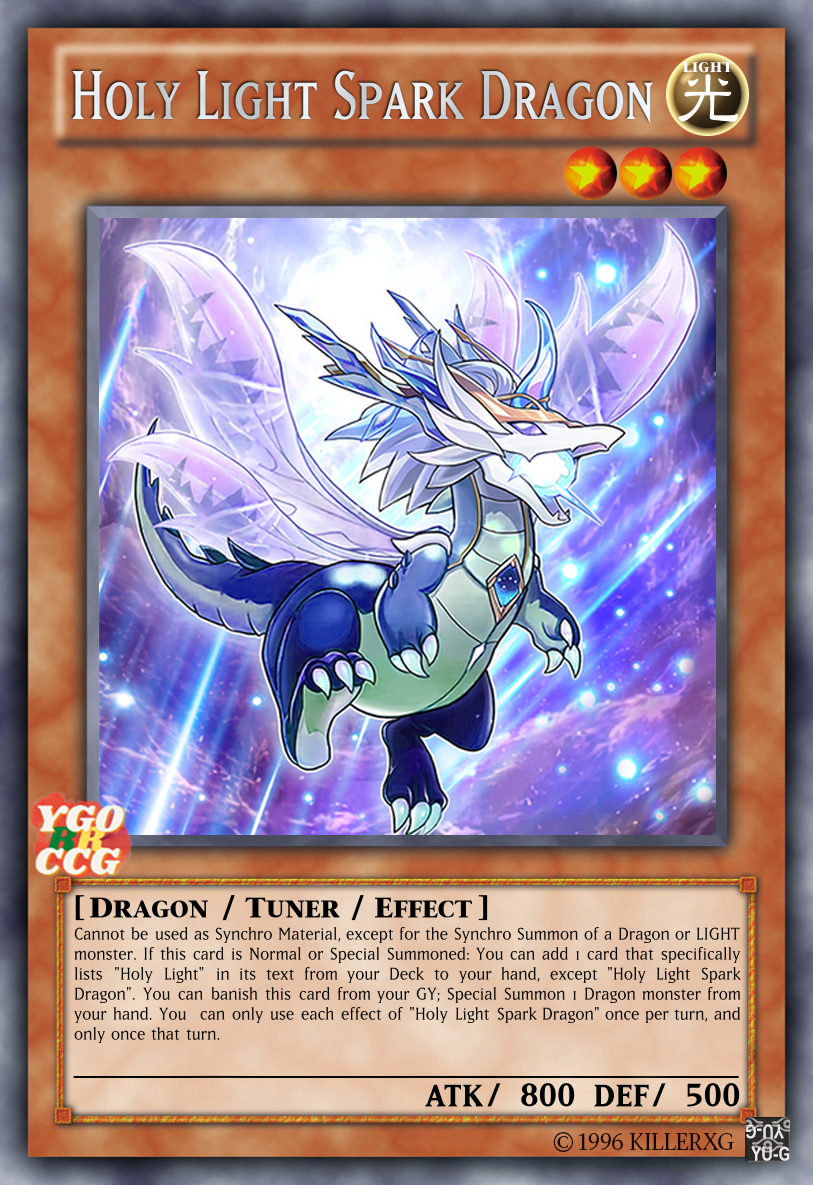 HOLY LIGHT SPARK DRAGON
LIGHT
光
YGO
RR
CCG
[ DRAGON / TUNER / EFFECT ]
Cannot be used as Synchro Material, except for the Synchro Summon of a Dragon or LIGHT
monster. If this card is Normal or Special Summoned: You can add 1 card that specifically
lists "Holy Light" in its text from your Deck to your hand, except "Holy Light Spark
Dragon". You can banish this card from your GY; Special Summon 1 Dragon monster from
your hand. You can only use each effect of "Holy Light Spark Dragon" once per turn, and
only once that turn.
ATK/ 800 DEF/ 500
© 1996 KILLERXG
YU-G
YU-G